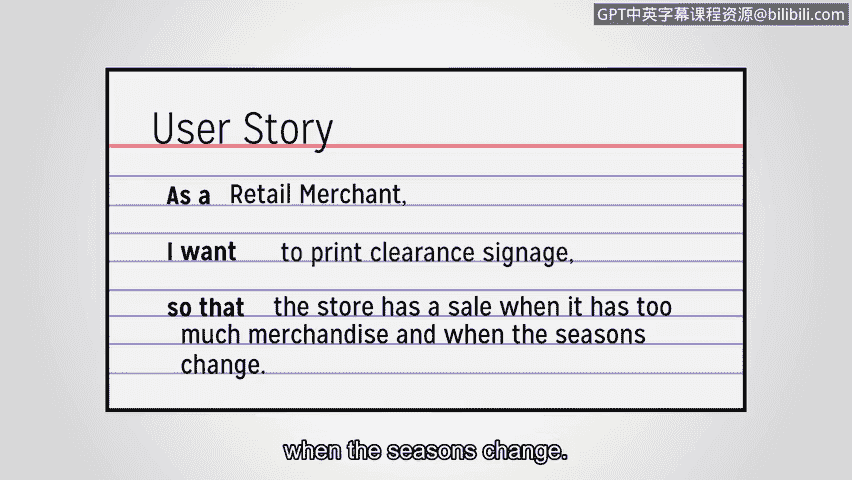 GPT中英字幕课程资源@bilibili.com
User Story
As a Retail Merchant,
I want to print clearance signage,
so that the store has a sale when it has too
much merchandise and when the seasons
change.
when the seasons change.